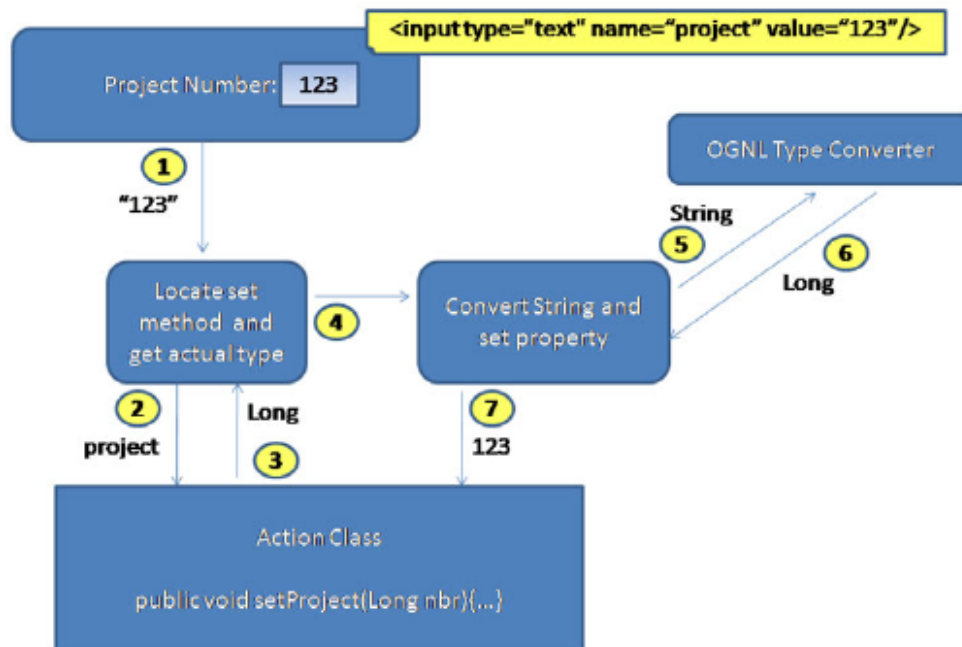 <input type="text" name=“project” value=“123”/>
Project Number: 123
1
“123”
OGNL Type Converter
String
5
6
Long
Locate set
method and
get actual type
4
Convert String and
set property
2
project
Long
3
7
123
Action Class
public void setProject(Long nbr){...}